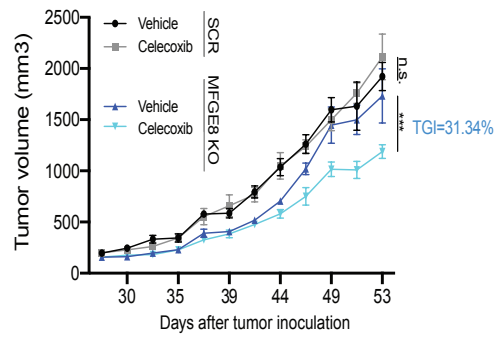 Tumor volume (mm3)
2500
2000
1500
1000
500
0
30
35
39
44
49
53
Days after tumor inoculation
Vehicle
Celecoxib
SCR
Vehicle
Celecoxib
MFGE8 KO
n.s.
***
TGI=31.34%